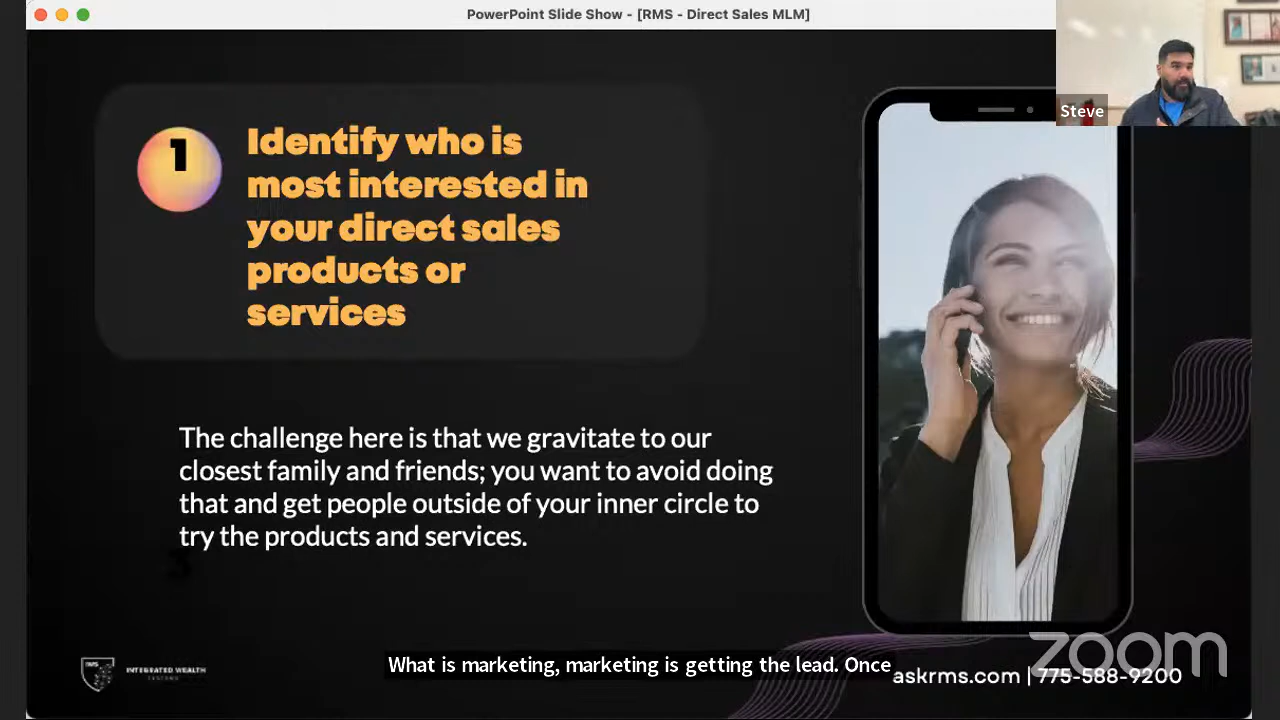 PowerPoint Slide Show - [RMS - Direct Sales MLM]
Steve
1
Identify who is
most interested in
your direct sales
products or
services
The challenge here is that we gravitate to our
closest family and friends; you want to avoid doing
that and get people outside of your inner circle to
try the products and services.
3
RMS
INTEGRATED WEALTH
SYSTEMS
What is marketing, marketing is getting the lead. Once
askrms.com | 775-588-9200
zoom